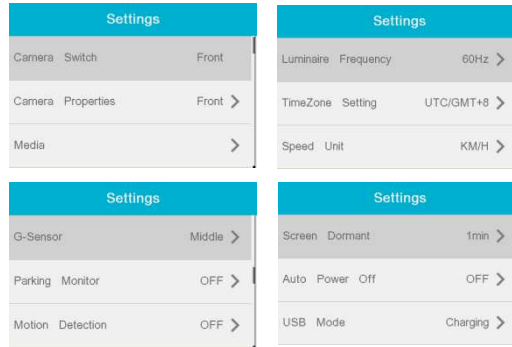 Settings
Camera Switch Front
Camera Properties Front
Media
Settings
Luminaire Frequency 60Hz
TimeZone Setting UTC/GMT+8
Speed Unit KM/H
Settings
G-Sensor Middle
Parking Monitor OFF
Motion Detection OFF
Settings
Screen Dormant 1min
Auto Power Off OFF
USB Mode Charging